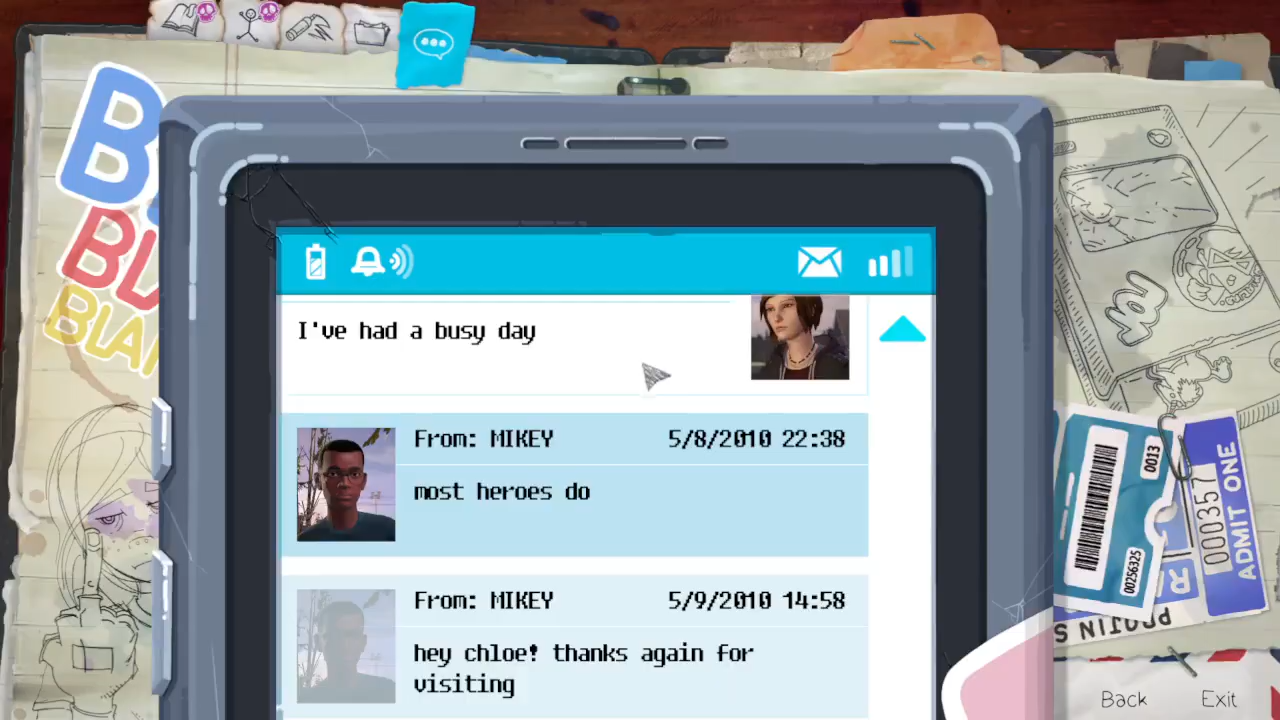 I've had a busy day
From: MIKEY 5/8/2010 22:38
most heroes do
From: MIKEY 5/9/2010 14:58
hey chloe! thanks again for
visiting
0013
00256325
000357
ADMIT ONE
Back Exit